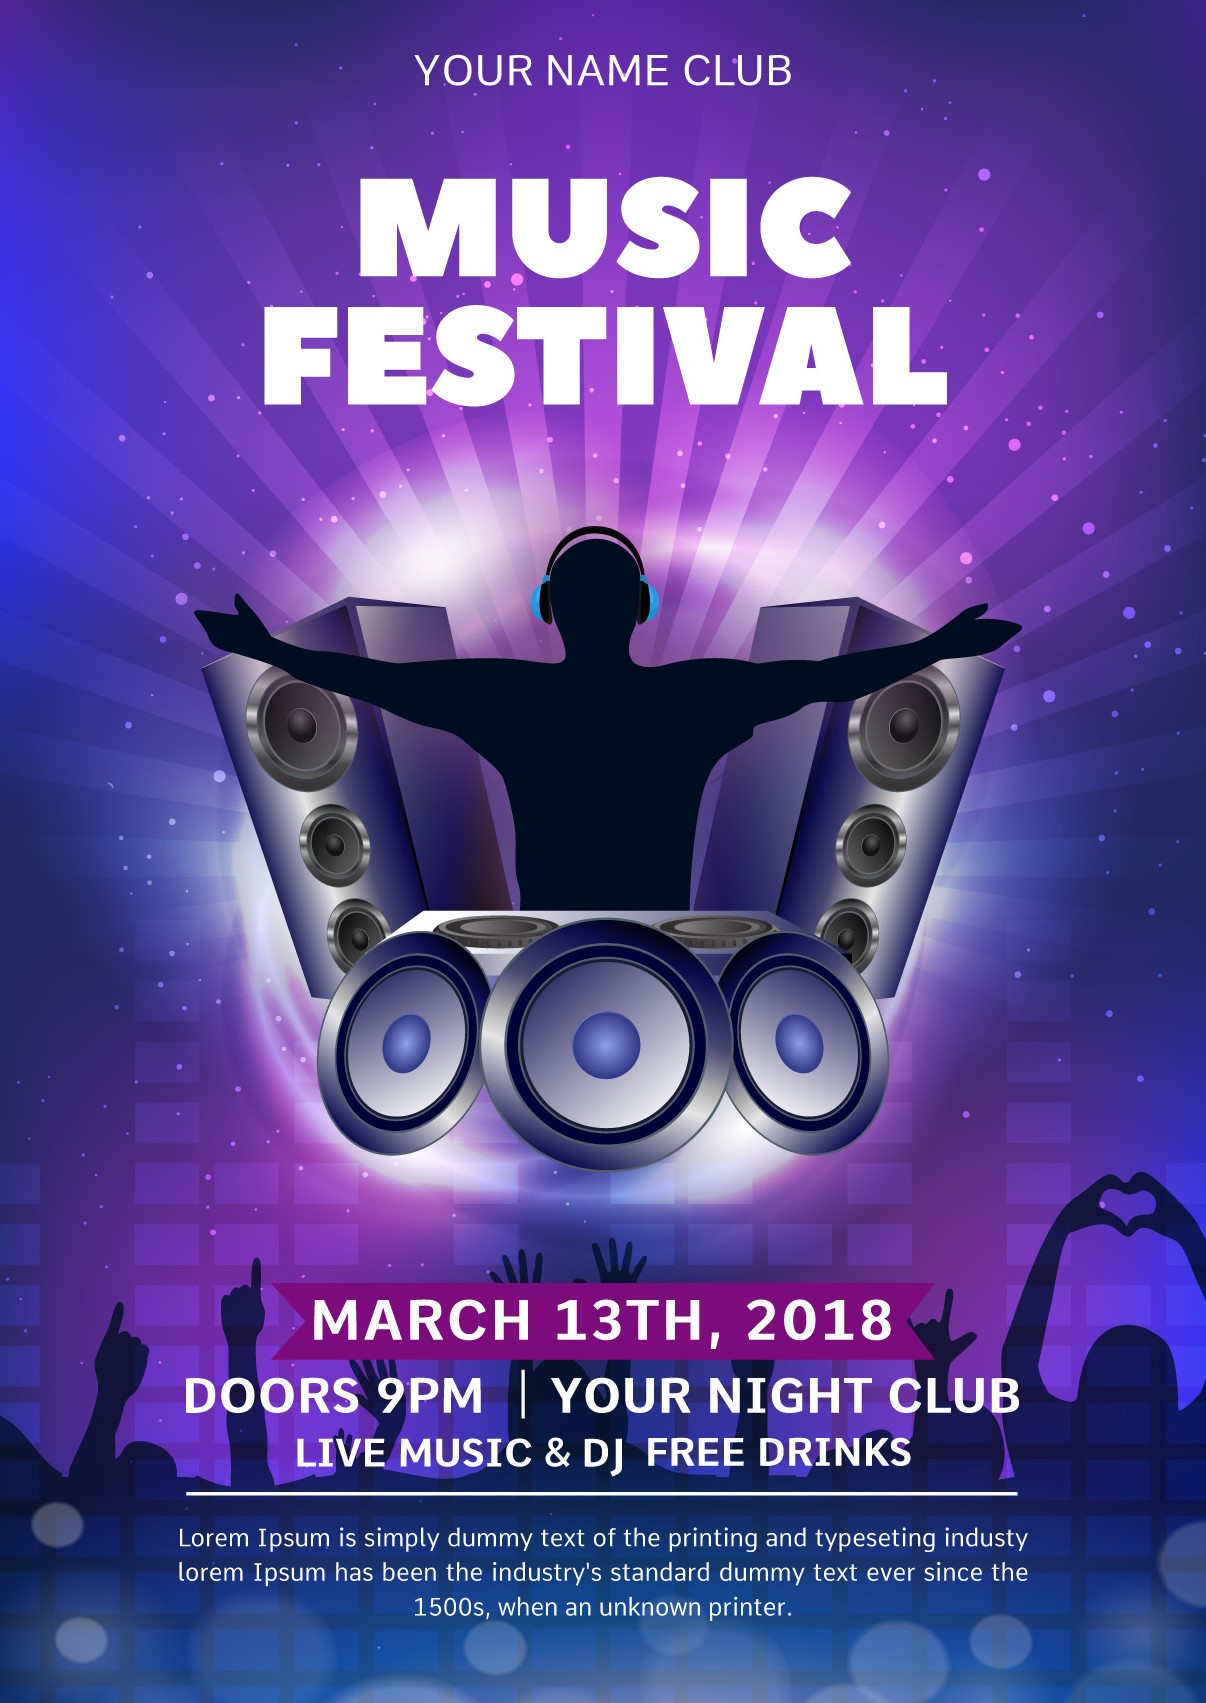 YOUR NAME CLUB
MUSIC
FESTIVAL
MARCH 13TH, 2018
DOORS 9PM | YOUR NIGHT CLUB
LIVE MUSIC & DJ FREE DRINKS
Lorem Ipsum is simply dummy text of the printing and typeseting industy
lorem Ipsum has been the industry's standard dummy text ever since the
1500s, when an unknown printer.